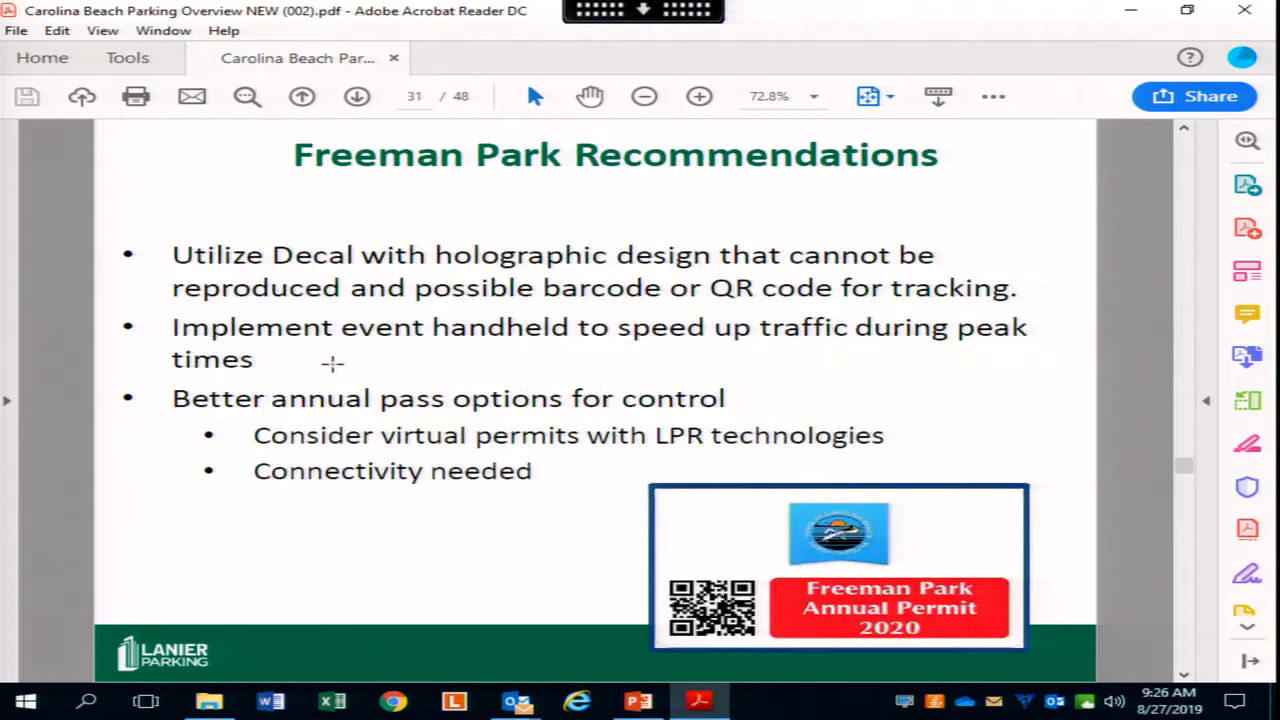 Carolina Beach Parking Overview NEW (002).pdf - Adobe Acrobat Reader DC
File Edit View Window Help
Home Tools Carolina Beach Par... ×
31 / 48 72.8% Share
Freeman Park Recommendations
• Utilize Decal with holographic design that cannot be
reproduced and possible barcode or QR code for tracking.
• Implement event handheld to speed up traffic during peak
times
• Better annual pass options for control
• Consider virtual permits with LPR technologies
• Connectivity needed
Freeman Park
Annual Permit
2020
LANIER
PARKING
9:26 AM
8/27/2019